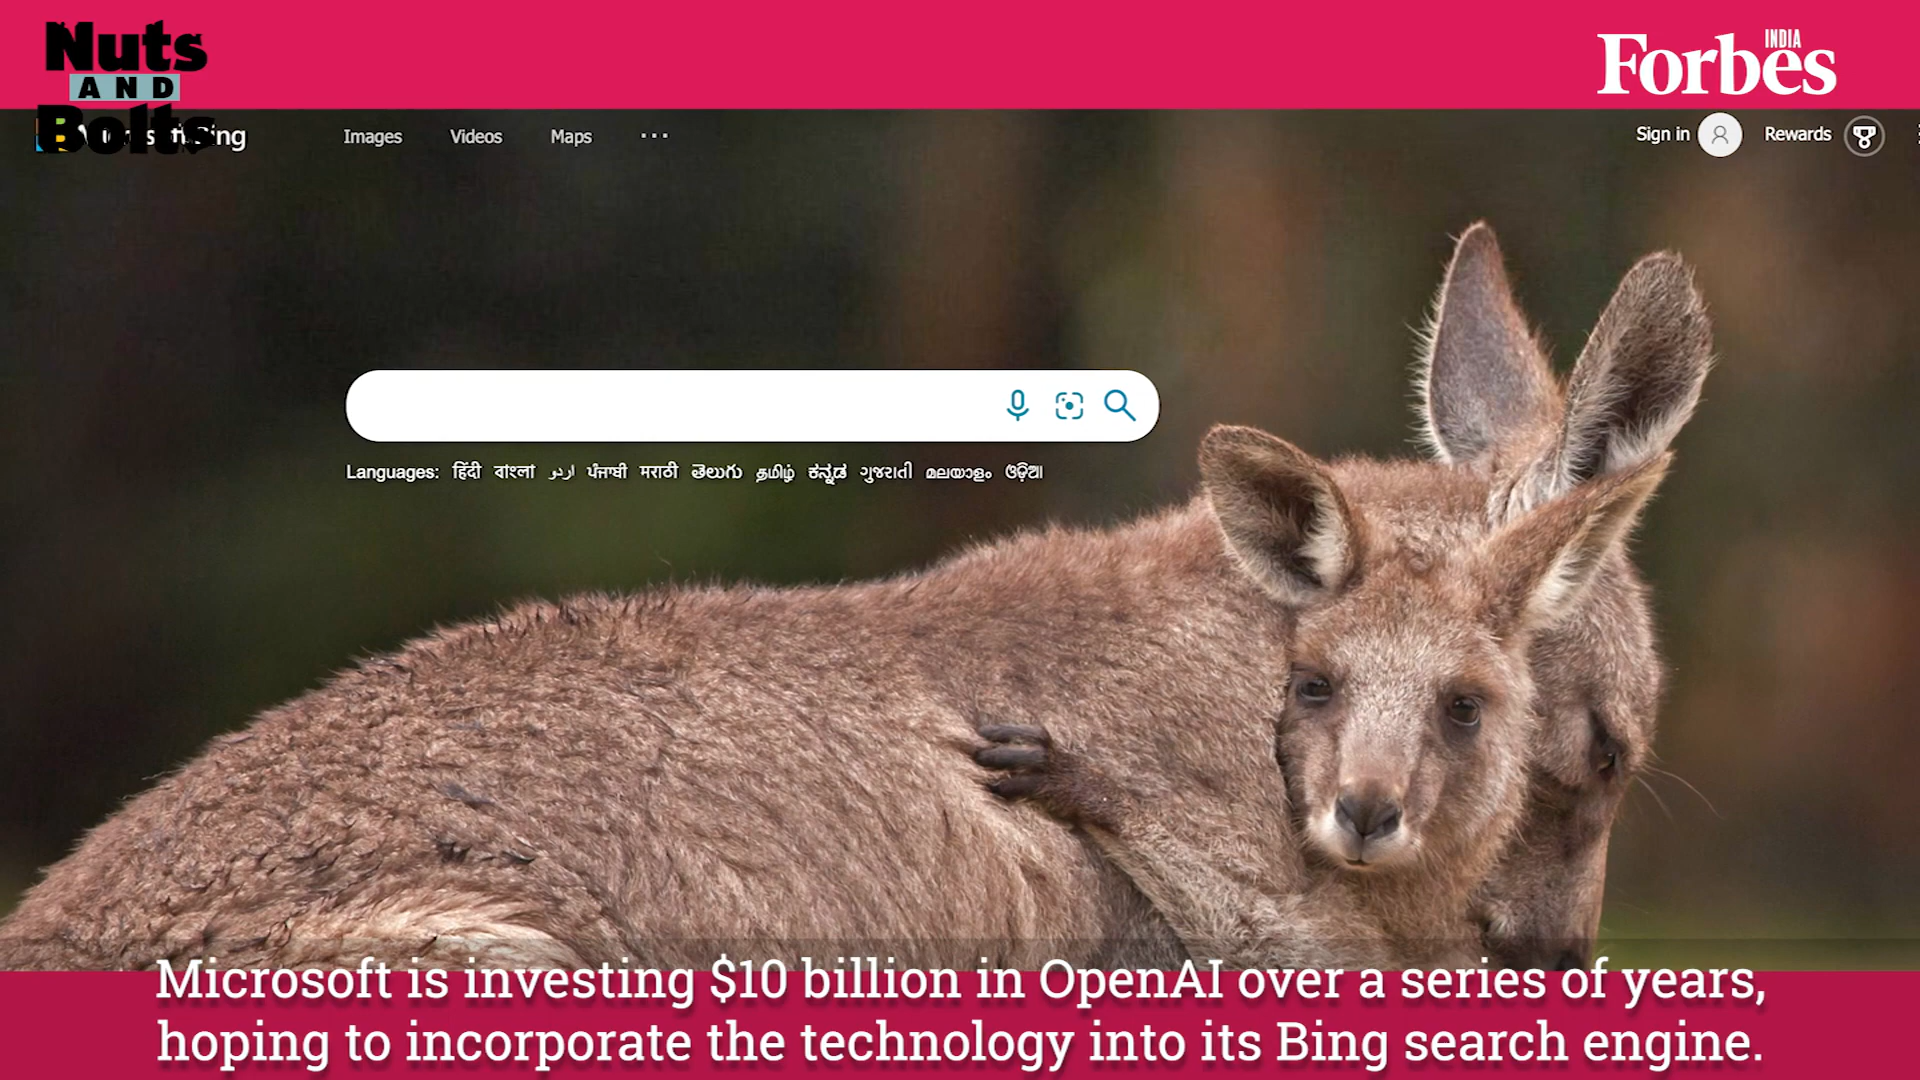 Nuts
AND
Bolts
INDIA
Forbes
Bing
Images Videos Maps
Sign in Rewards
Languages: हिंदी বাংলা اردو ਪੰਜਾਬੀ मराठी తెలుగు தமிழ் ಕನ್ನಡ ગુજરાતી മലയാളം ଓଡ଼ିଆ
Microsoft is investing $10 billion in OpenAI over a series of years,
hoping to incorporate the technology into its Bing search engine.